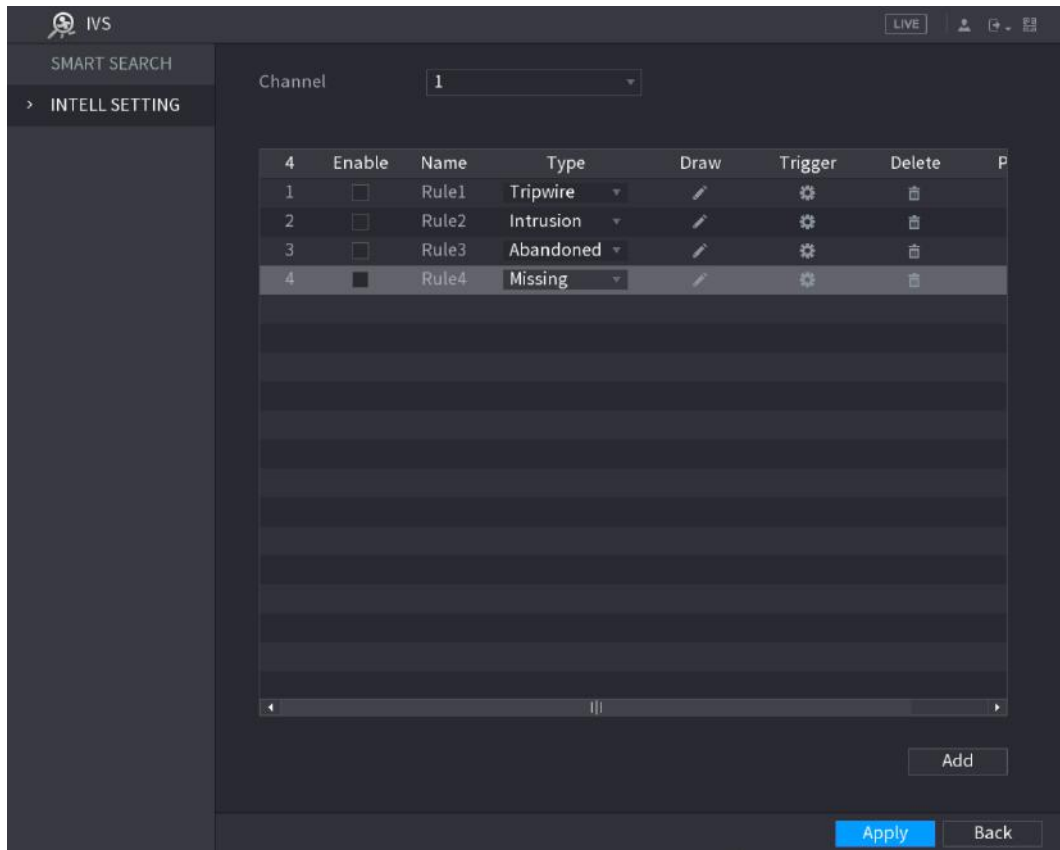 IVS LIVE
SMART SEARCH
INTELL SETTING
Channel 1
4 Enable Name Type Draw Trigger Delete P
1 Rule1 Tripwire
2 Rule2 Intrusion
3 Rule3 Abandoned
4 Rule4 Missing
Add
Apply Back